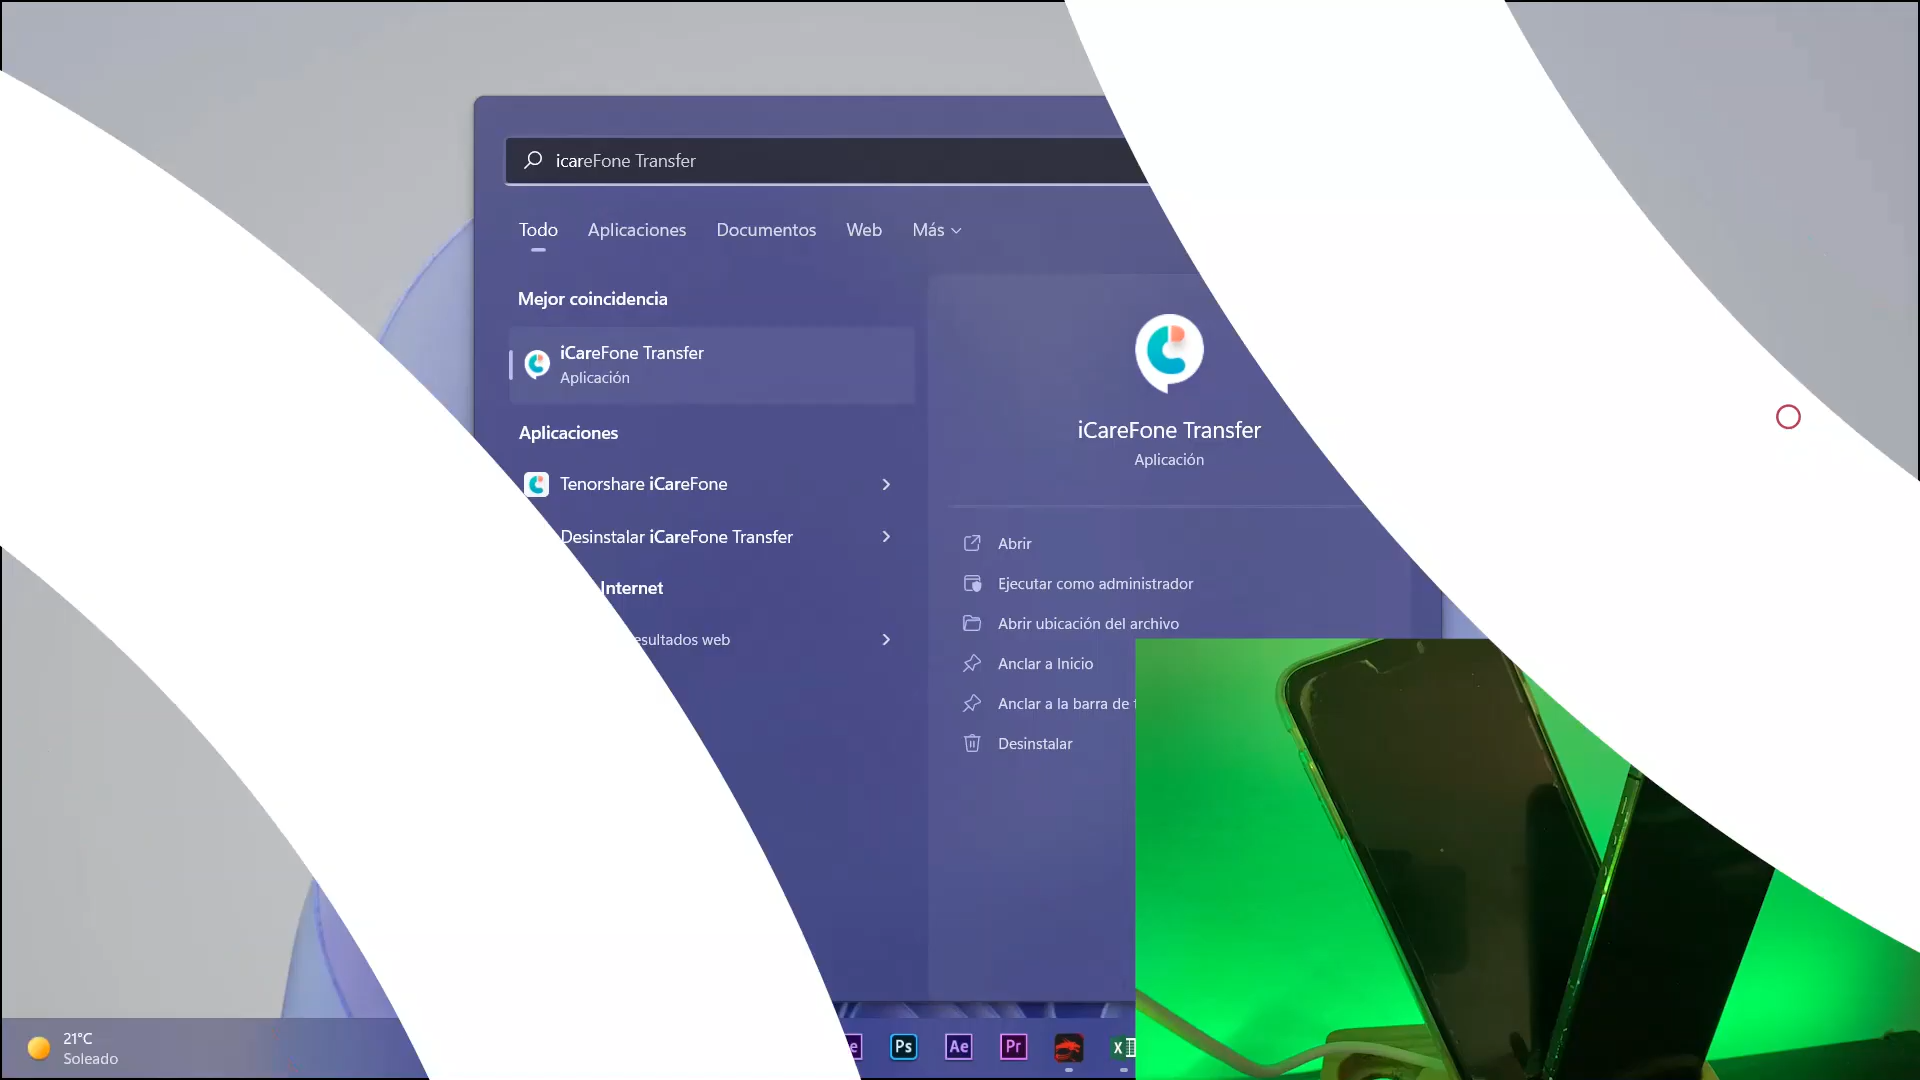 icareFone Transfer
Todo Aplicaciones Documentos Web Más
Mejor coincidencia
iCareFone Transfer
Aplicación
Aplicaciones
Tenorshare iCareFone
Desinstalar iCareFone Transfer
Internet
esultados web
iCareFone Transfer
Aplicación
Abrir
Ejecutar como administrador
Abrir ubicación del archivo
Anclar a Inicio
Anclar a la barra de
Desinstalar
21°C
Soleado
Ps
Ae
Pr
X